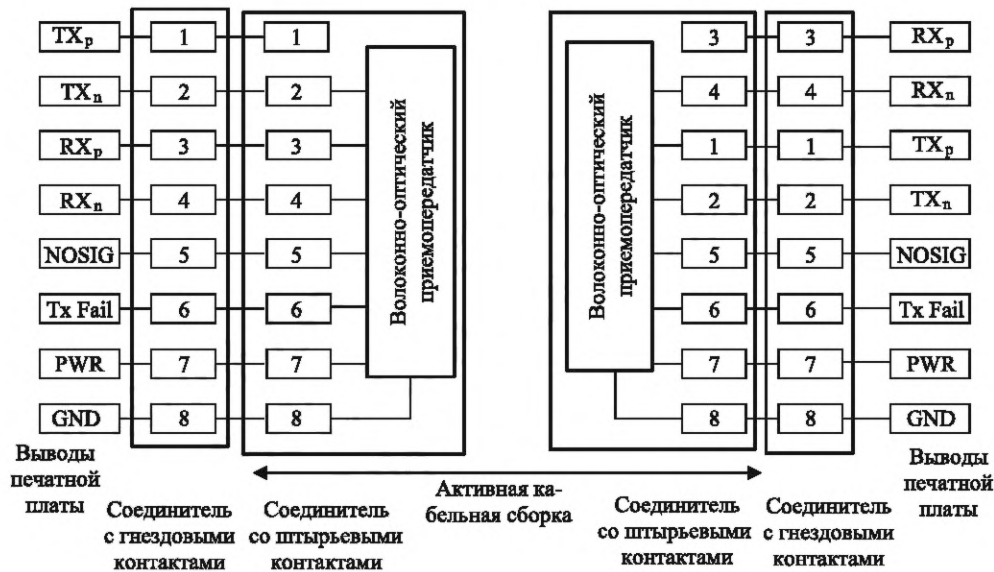 TXp 1 1 3 3 RXp
TXn 2 2 4 4 RXn
RXp 3 3 1 1 TXp
RXn 4 4 2 2 TXn
NOSIG 5 5 5 5 NOSIG
Tx Fail 6 6 6 6 Tx Fail
PWR 7 7 7 7 PWR
GND 8 8 8 8 GND
Волоконно-оптический
приемопередатчик
Волоконно-оптический
приемопередатчик
Выводы
печатной
платы
Соединитель
с гнездовыми
контактами
Соединитель
со штырьевыми
контактами
Активная ка-
бельная сборка
Соединитель
со штырьевыми
контактами
Соединитель
с гнездовыми
контактами
Выводы
печатной
платы